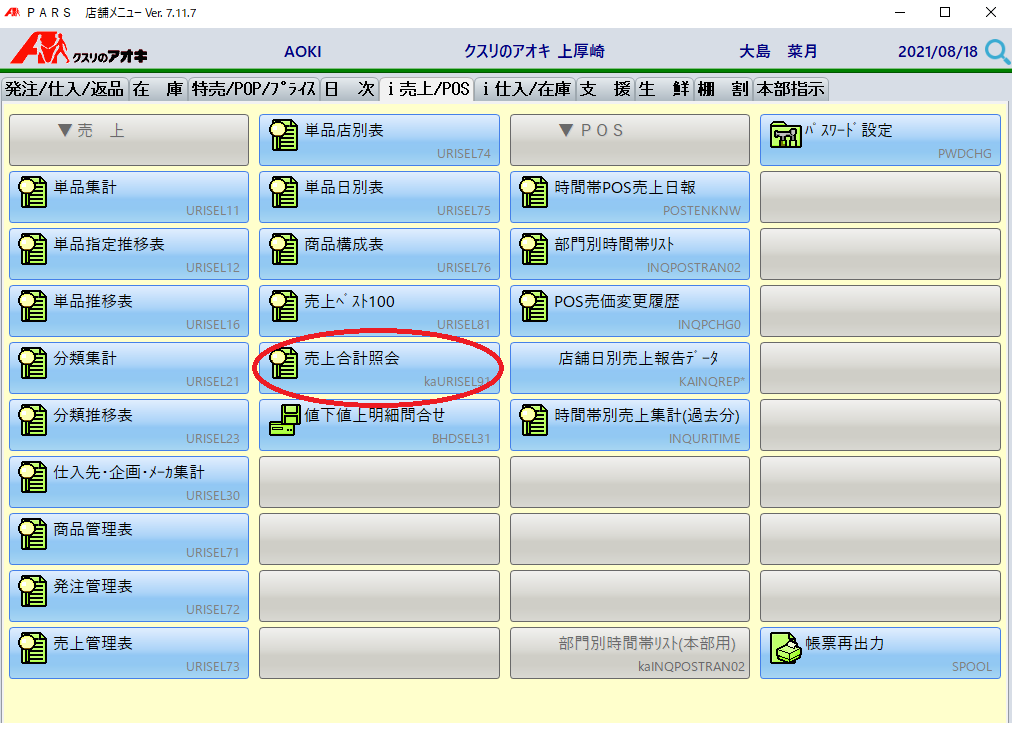 PARS 店舗メニュー Ver. 7.11.7
クスリのアオキ AOKI クスリのアオキ 上厚崎 大島 菜月 2021/08/18
発注/仕入/返品 在 庫 特売/POP/ﾌﾟﾗｲｽ 日 次 ｉ売上/POS ｉ仕入/在庫 支 援 生 鮮 棚 割 本部指示
▼売 上
単品店別表
URISEL74
▼ＰＯＳ
ﾊﾟｽﾜｰﾄﾞ設定
PWDCHG
単品集計
URISEL11
単品日別表
URISEL75
時間帯POS売上日報
POSTENKNW
単品指定推移表
URISEL12
商品構成表
URISEL76
部門別時間帯ﾘｽﾄ
INQPOSTRAN02
単品推移表
URISEL16
売上ﾍﾞｽﾄ100
URISEL81
POS売価変更履歴
INQPCHG0
分類集計
URISEL21
売上合計照会
kaURISEL91
店舗日別売上報告ﾃﾞｰﾀ
KAINQREP*
分類推移表
URISEL23
値下値上明細問合せ
BHDSEL31
時間帯別売上集計(過去分)
INQURITIME
仕入先･企画･ﾒｰｶ集計
URISEL30
商品管理表
URISEL71
発注管理表
URISEL72
売上管理表
URISEL73
部門別時間帯ﾘｽﾄ(本部用)
kaINQPOSTRAN02
帳票再出力
SPOOL